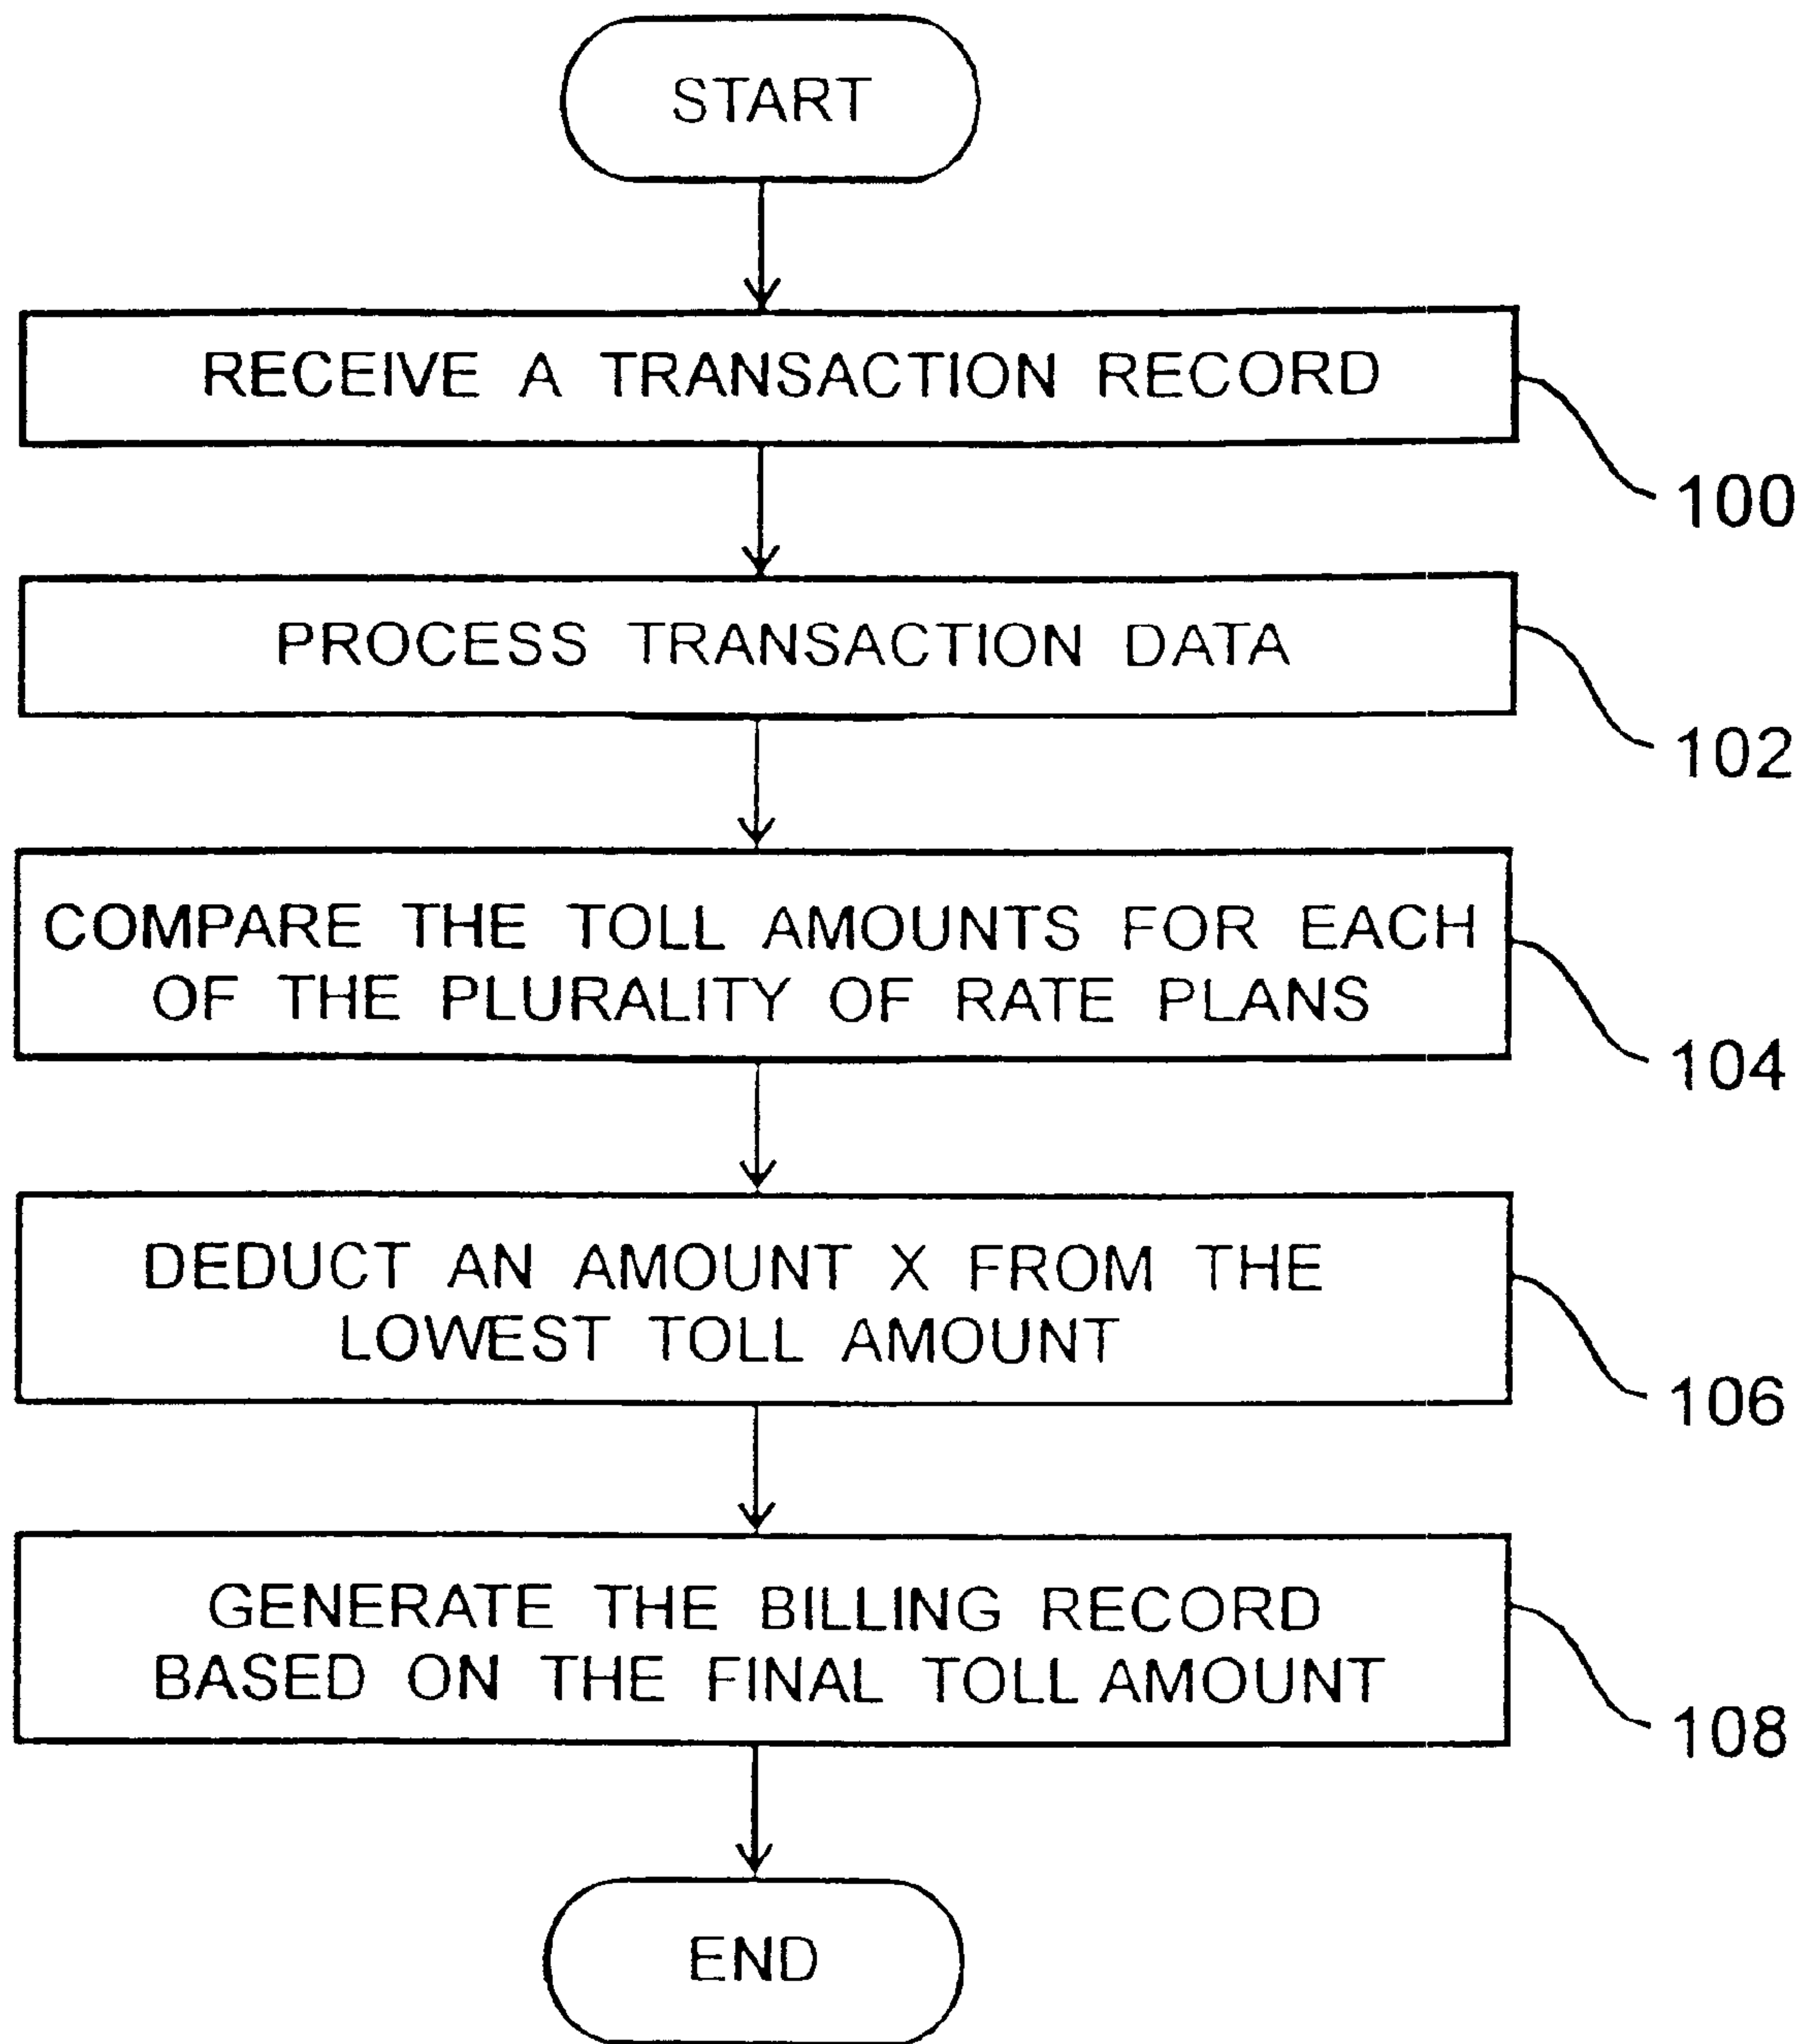 START
RECEIVE A TRANSACTION RECORD
100
PROCESS TRANSACTION DATA
102
COMPARE THE TOLL AMOUNTS FOR EACH
OF THE PLURALITY OF RATE PLANS
104
DEDUCT AN AMOUNT X FROM THE
LOWEST TOLL AMOUNT
106
GENERATE THE BILLING RECORD
BASED ON THE FINAL TOLL AMOUNT
108
END